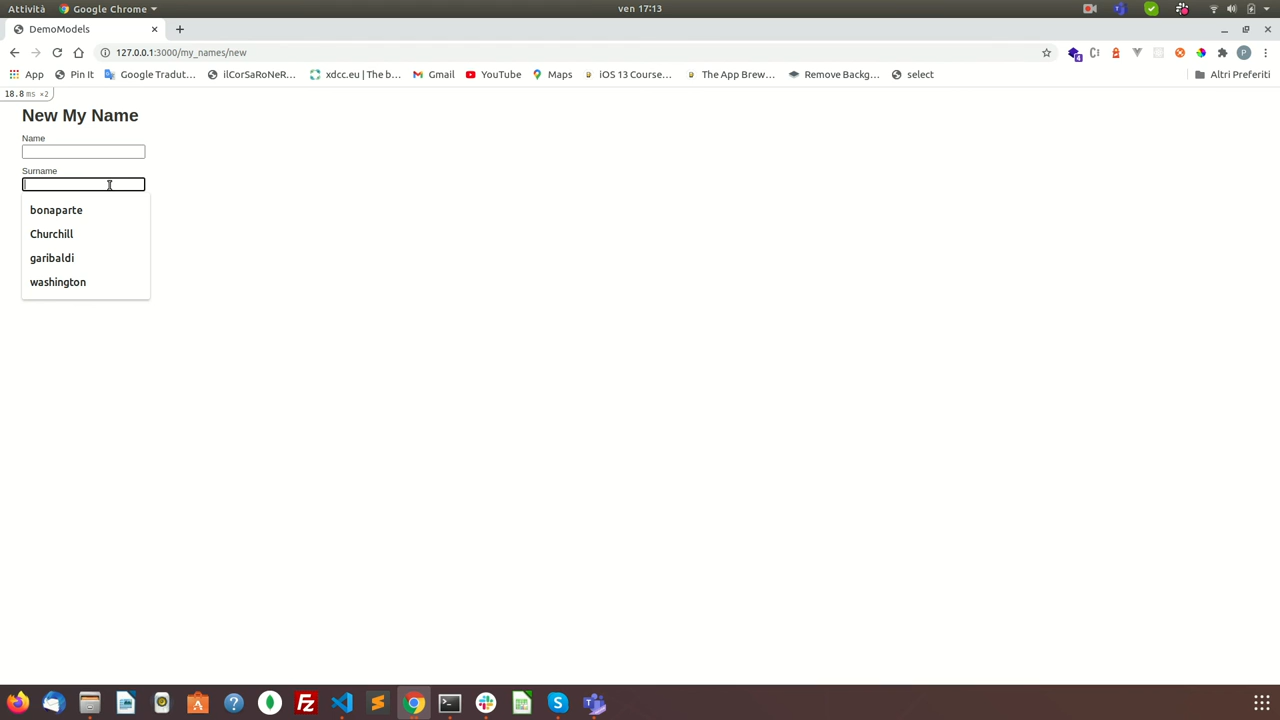 Attività Google Chrome ven 17:13
DemoModels
127.0.0.1:3000/my_names/new
App Pin It Google Tradut... ilCorSaRoNeR... xdcc.eu | The b... Gmail YouTube Maps iOS 13 Course... The App Brew... Remove Backg... select Altri Preferiti
18.8 ms ×2
New My Name
Name
Surname
bonaparte
Churchill
garibaldi
washington